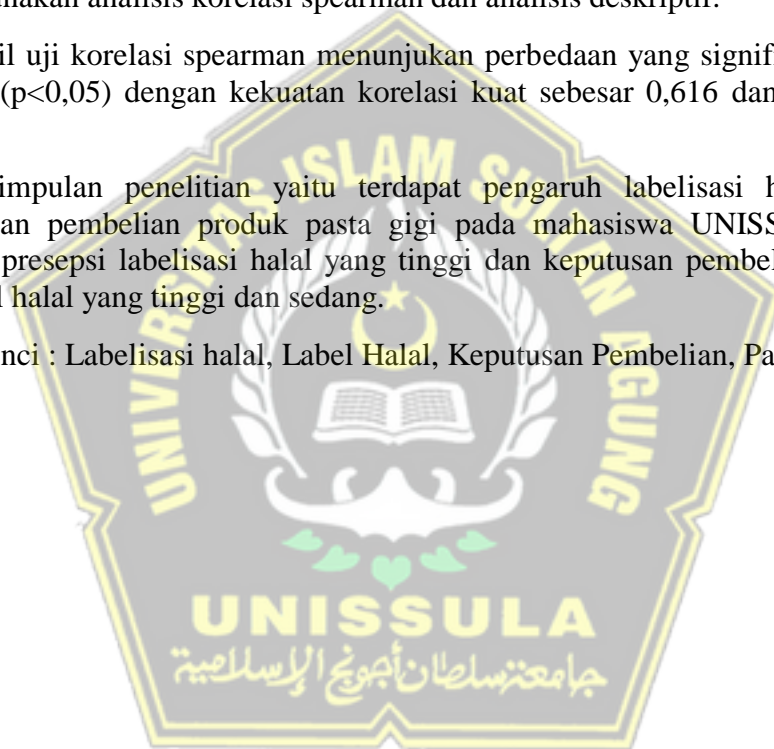 akan analisis korelasi spearman dan analisis deskriptif.
il uji korelasi spearman menunjukan perbedaan yang signifi
(p<0,05) dengan kekuatan korelasi kuat sebesar 0,616 dan
impulan penelitian yaitu terdapat pengaruh labelisasi h
an pembelian produk pasta gigi pada mahasiswa UNISS
presepsi labelisasi halal yang tinggi dan keputusan pembel
l halal yang tinggi dan sedang.
nci : Labelisasi halal, Label Halal, Keputusan Pembelian, Pa
UNIVERSITAS ISLAM SULTAN AGUNG
UNISSULA
جامعة سلطان أجونج الإسلامية